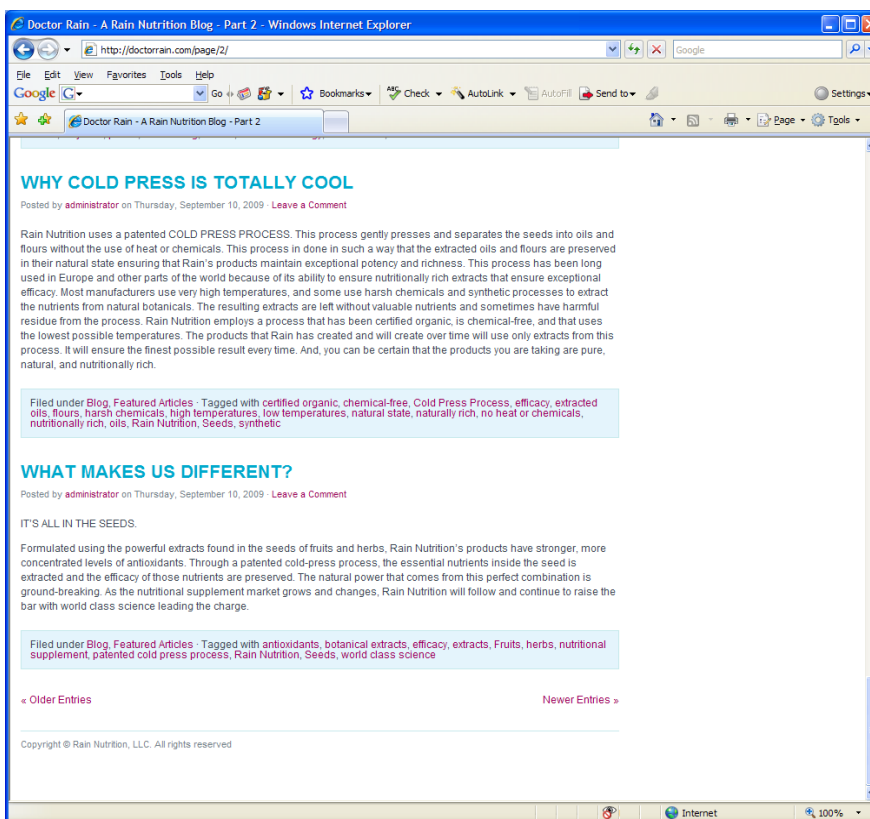 Doctor Rain - A Rain Nutrition Blog - Part 2 - Windows Internet Explorer
http://doctorrain.com/page/2/
Google
File Edit View Favorites Tools Help
Google G Go Bookmarks ABC Check AutoLink AutoFill Send to Settings
Doctor Rain - A Rain Nutrition Blog - Part 2 Page Tools
WHY COLD PRESS IS TOTALLY COOL
Posted by administrator on Thursday, September 10, 2009 · Leave a Comment
Rain Nutrition uses a patented COLD PRESS PROCESS. This process gently presses and separates the seeds into oils and
flours without the use of heat or chemicals. This process in done in such a way that the extracted oils and flours are preserved
in their natural state ensuring that Rain's products maintain exceptional potency and richness. This process has been long
used in Europe and other parts of the world because of its ability to ensure nutritionally rich extracts that ensure exceptional
efficacy. Most manufacturers use very high temperatures, and some use harsh chemicals and synthetic processes to extract
the nutrients from natural botanicals. The resulting extracts are left without valuable nutrients and sometimes have harmful
residue from the process. Rain Nutrition employs a process that has been certified organic, is chemical-free, and that uses
the lowest possible temperatures. The products that Rain has created and will create over time will use only extracts from this
process. It will ensure the finest possible result every time. And, you can be certain that the products you are taking are pure,
natural, and nutritionally rich.
Filed under Blog, Featured Articles · Tagged with certified organic, chemical-free, Cold Press Process, efficacy, extracted
oils, flours, harsh chemicals, high temperatures, low temperatures, natural state, naturally rich, no heat or chemicals,
nutritionally rich, oils, Rain Nutrition, Seeds, synthetic
WHAT MAKES US DIFFERENT?
Posted by administrator on Thursday, September 10, 2009 · Leave a Comment
IT'S ALL IN THE SEEDS.
Formulated using the powerful extracts found in the seeds of fruits and herbs, Rain Nutrition's products have stronger, more
concentrated levels of antioxidants. Through a patented cold-press process, the essential nutrients inside the seed is
extracted and the efficacy of those nutrients are preserved. The natural power that comes from this perfect combination is
ground-breaking. As the nutritional supplement market grows and changes, Rain Nutrition will follow and continue to raise the
bar with world class science leading the charge.
Filed under Blog, Featured Articles · Tagged with antioxidants, botanical extracts, efficacy, extracts, Fruits, herbs, nutritional
supplement, patented cold press process, Rain Nutrition, Seeds, world class science
« Older Entries Newer Entries »
Copyright © Rain Nutrition, LLC. All rights reserved
Internet 100%